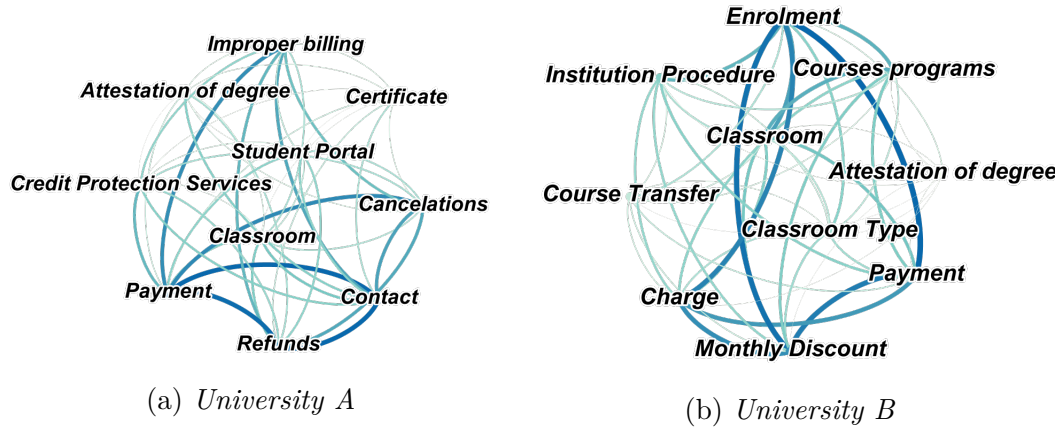 Improper billing
Attestation of degree
Certificate
Student Portal
Credit Protection Services
Cancelations
Classroom
Payment
Contact
Refunds
(a) University A
Enrolment
Institution Procedure
Courses programs
Classroom
Attestation of degree
Course Transfer
Classroom Type
Payment
Charge
Monthly Discount
(b) University B